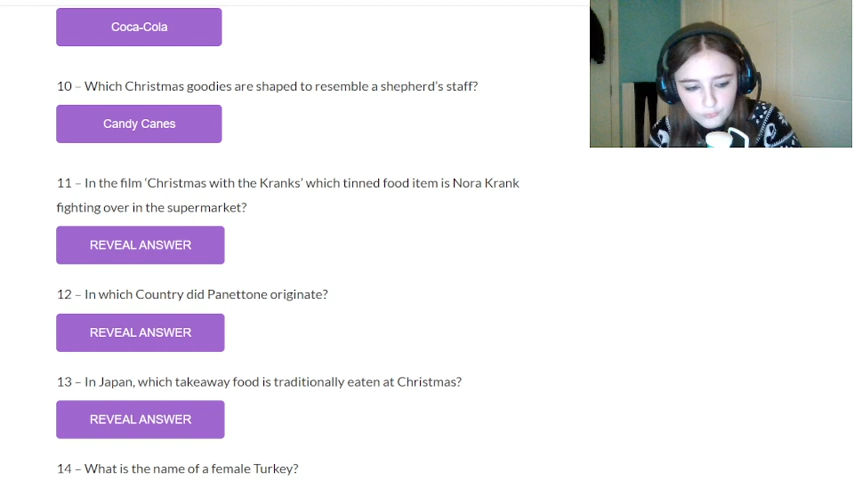 Coca-Cola
10 – Which Christmas goodies are shaped to resemble a shepherd's staff?
Candy Canes
11 – In the film ‘Christmas with the Kranks’ which tinned food item is Nora Krank
fighting over in the supermarket?
REVEAL ANSWER
12 – In which Country did Panettone originate?
REVEAL ANSWER
13 – In Japan, which takeaway food is traditionally eaten at Christmas?
REVEAL ANSWER
14 – What is the name of a female Turkey?